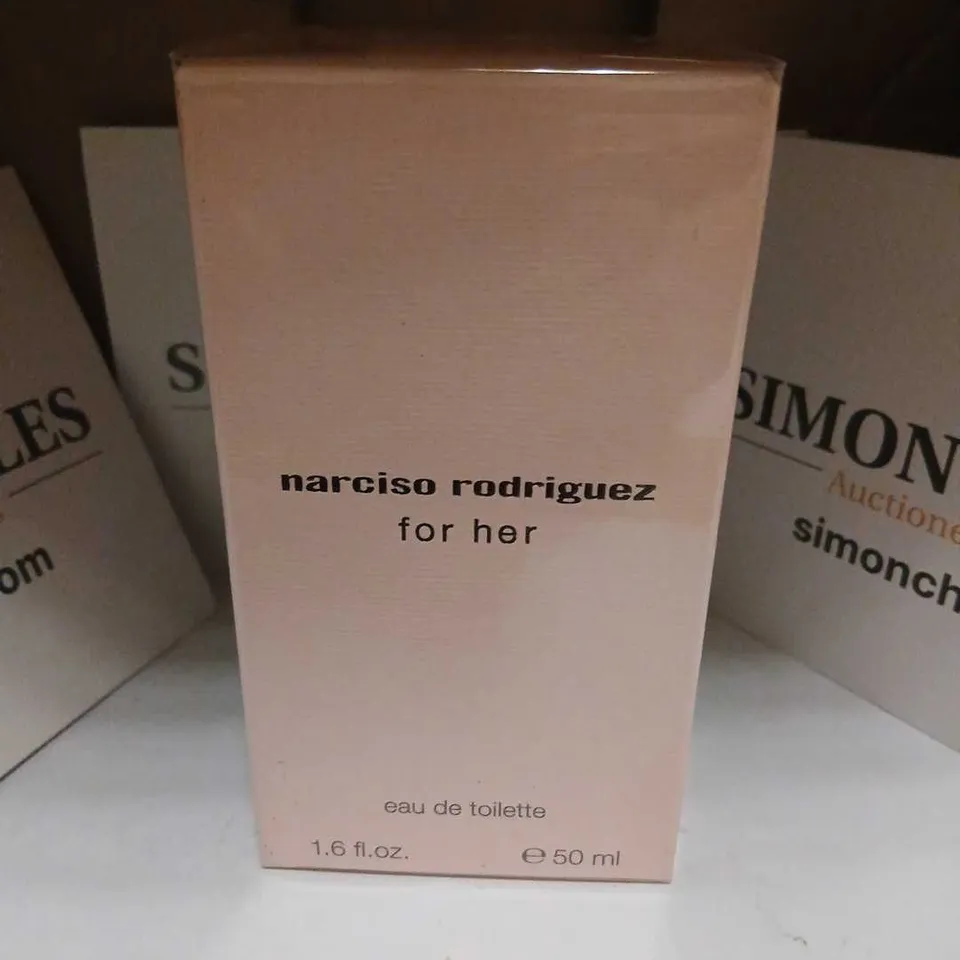 narciso rodriguez
for her
eau de toilette
1.6 fl.oz. ℮ 50 ml
LES
om
S
SIMON
Auctione
simonch